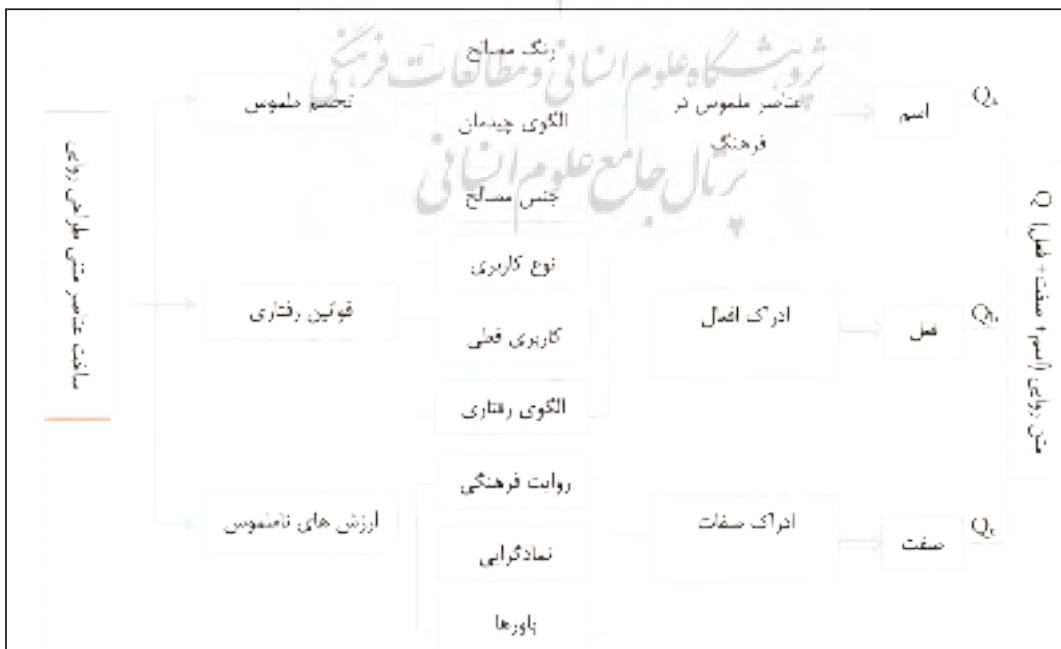 متن روایی (اسم + صفت + فعل) Q
Qa
اسم
عناصر ملموس در
فرهنگ
رنگ مصالح
الگوی چیدمان
جنس مصالح
تجسم ملموس
Qb
فعل
ادراک افعال
نوع کاربری
کاربری فعلی
الگوی رفتاری
قوانین رفتاری
Qc
صفت
ادراک صفات
روایت فرهنگی
نمادگرایی
باورها
ارزش های ناملموس
ساخت عناصر متنی طراحی روایی
پژوهشگاه علوم انسانی و مطالعات فرهنگی
پرتال جامع علوم انسانی